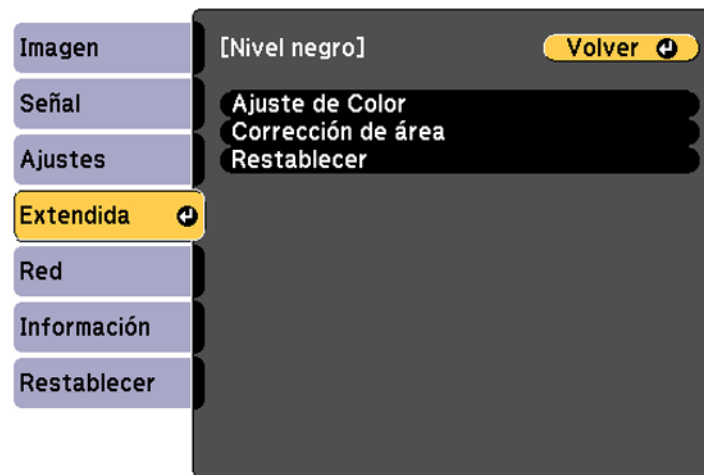 Imagen
Señal
Ajustes
Extendida
Red
Información
Restablecer
[Nivel negro]
Volver
Ajuste de Color
Corrección de área
Restablecer